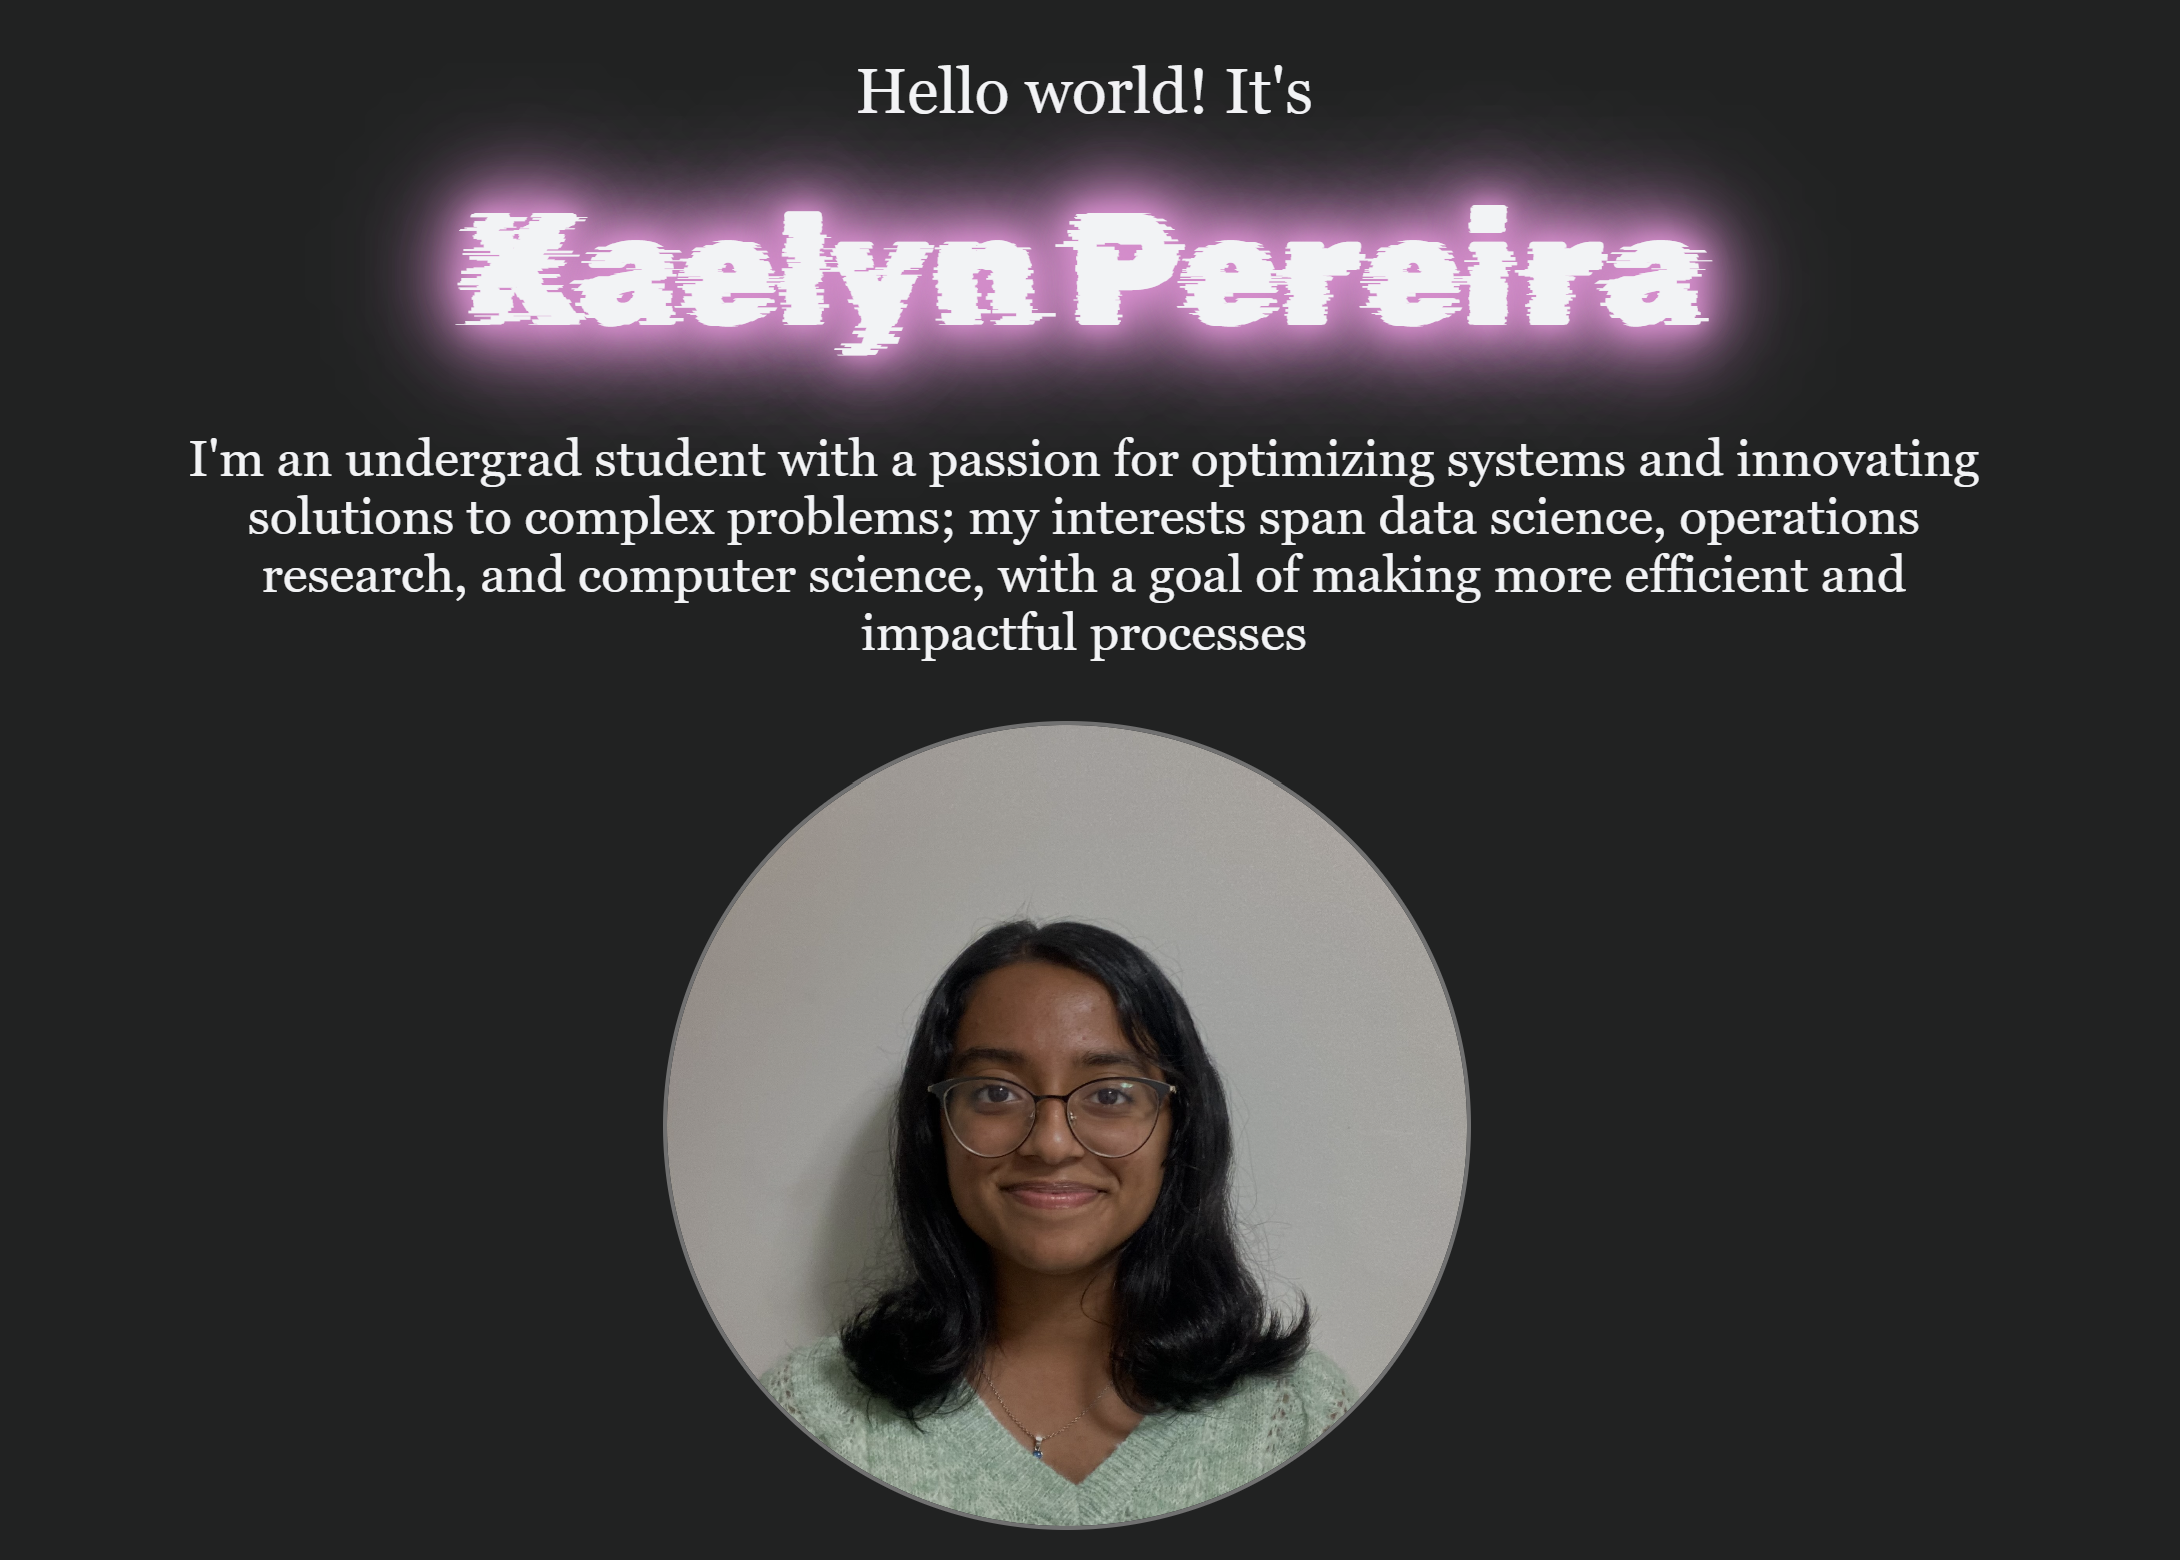 Hello world! It's
Kaelyn Pereira
I'm an undergrad student with a passion for optimizing systems and innovating
solutions to complex problems; my interests span data science, operations
research, and computer science, with a goal of making more efficient and
impactful processes